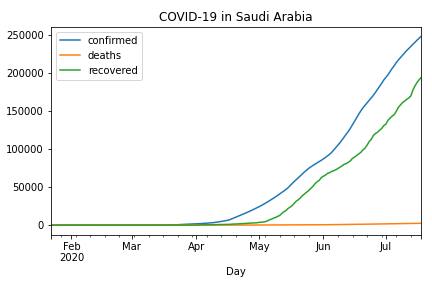 COVID-19 in Saudi Arabia
confirmed
deaths
recovered
250000
200000
150000
100000
50000
0
Feb Mar Apr May Jun Jul
2020
Day